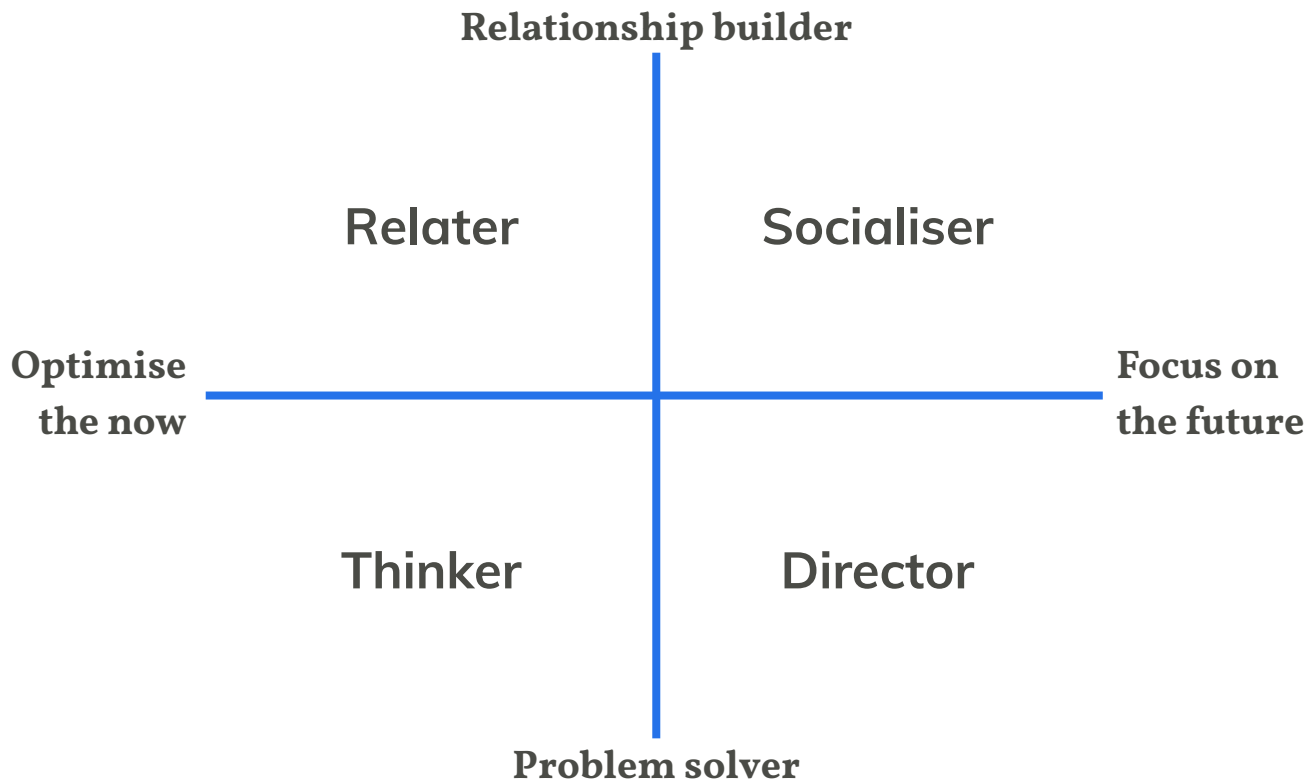 Relationship builder
Relater
Socialiser
Optimise
the now
Focus on
the future
Thinker
Director
Problem solver